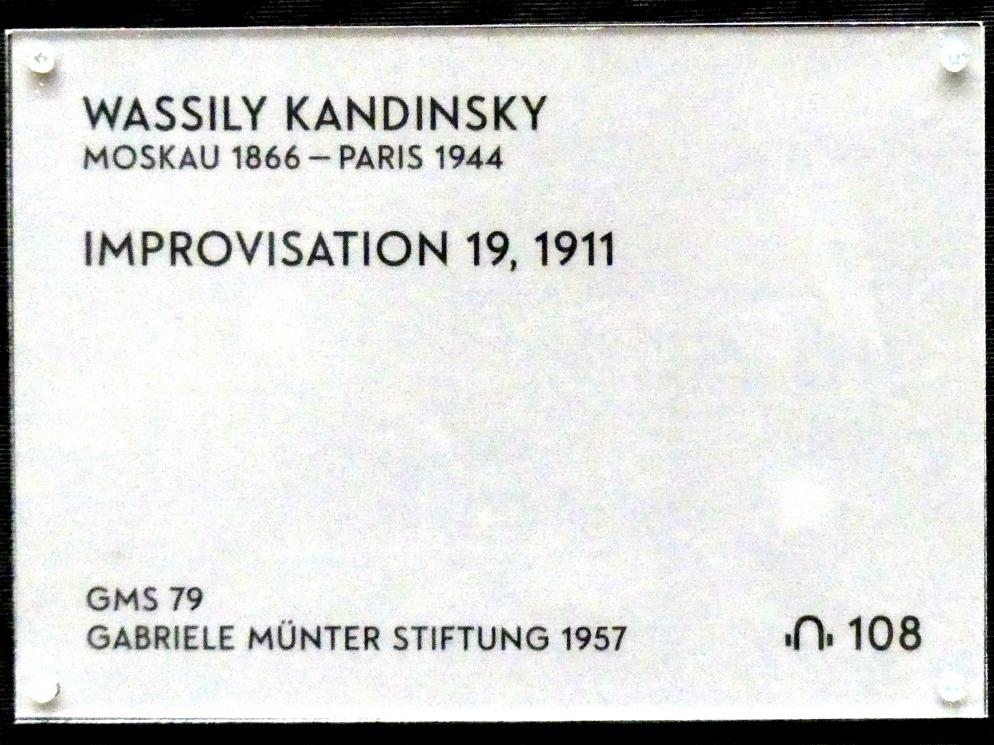 WASSILY KANDINSKY
MOSKAU 1866 – PARIS 1944
IMPROVISATION 19, 1911
GMS 79
GABRIELE MÜNTER STIFTUNG 1957
108